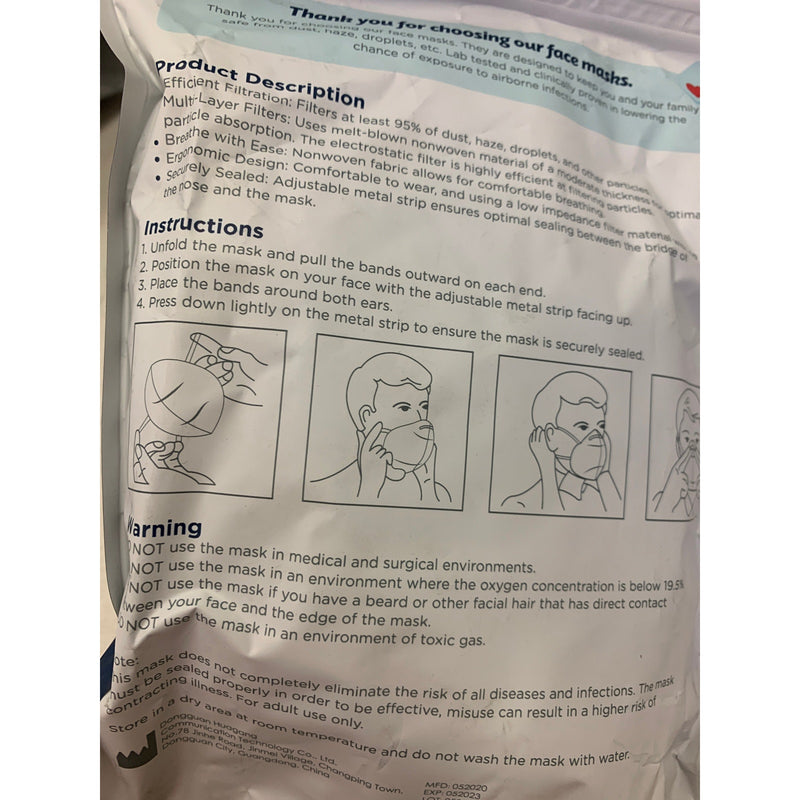 Thank you for choosing our face masks.
Thank you for choosing our face masks. They are designed to keep you and your family
safe from dust, haze, droplets, etc. Lab tested and clinically proven in lowering the
chance of exposure to airborne infections.
Product Description
Efficient Filtration: Filters at least 95% of dust, haze, droplets, and other particles.
Multi-Layer Filters: Uses melt-blown nonwoven material of a moderate thickness for optima
particle absorption. The electrostatic filter is highly efficient at filtering particles.
• Breathe with Ease: Nonwoven fabric allows for comfortable breathing.
• Ergonomic Design: Comfortable to wear, and using a low impedance filter material
• Securely Sealed: Adjustable metal strip ensures optimal sealing between the bridge of
the nose and the mask.
Instructions
1. Unfold the mask and pull the bands outward on each end.
2. Position the mask on your face with the adjustable metal strip facing up.
3. Place the bands around both ears.
4. Press down lightly on the metal strip to ensure the mask is securely sealed.
Warning
NOT use the mask in medical and surgical environments.
NOT use the mask in an environment where the oxygen concentration is below 19.5%
NOT use the mask if you have a beard or other facial hair that has direct contact
ween your face and the edge of the mask.
O NOT use the mask in an environment of toxic gas.
ote:
his mask does not completely eliminate the risk of all diseases and infections. The mask
must be sealed properly in order to be effective, misuse can result in a higher risk of
contracting illness. For adult use only.
Store in a dry area at room temperature and do not wash the mask with water.
Dongguan Huagang
Communication Technology Co., Ltd.
No.78 Jinhe Road, Jinmei Village, Changping Town,
Dongguan City, Guangdong, China
MFD: 052020
EXP: 052023